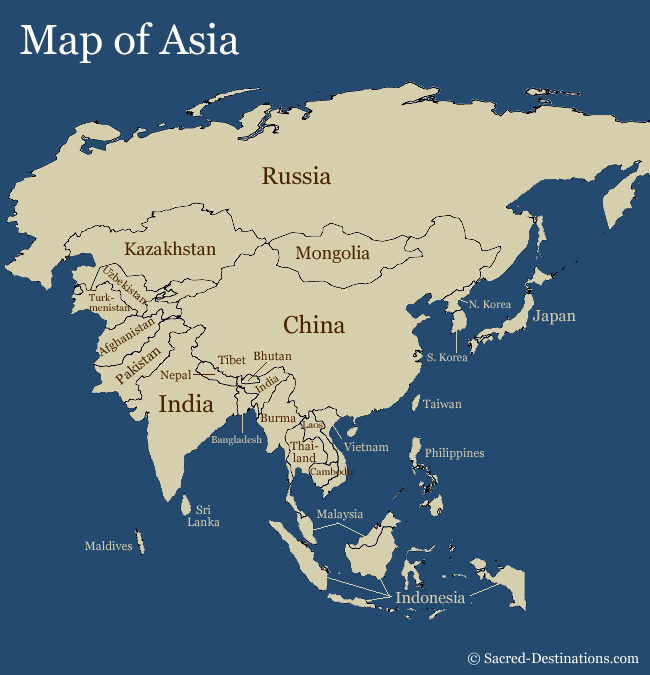 Map of Asia
Russia
Kazakhstan
Mongolia
Uzbekistan
Turk-
menistan
N. Korea
Japan
China
Afghanistan
S. Korea
Pakistan
Tibet
Bhutan
Nepal
India
India
Taiwan
Burma
Laos
Bangladesh
Vietnam
Thai-
land
Philippines
Cambodia
Sri
Lanka
Malaysia
Maldives
Indonesia
© Sacred-Destinations.com